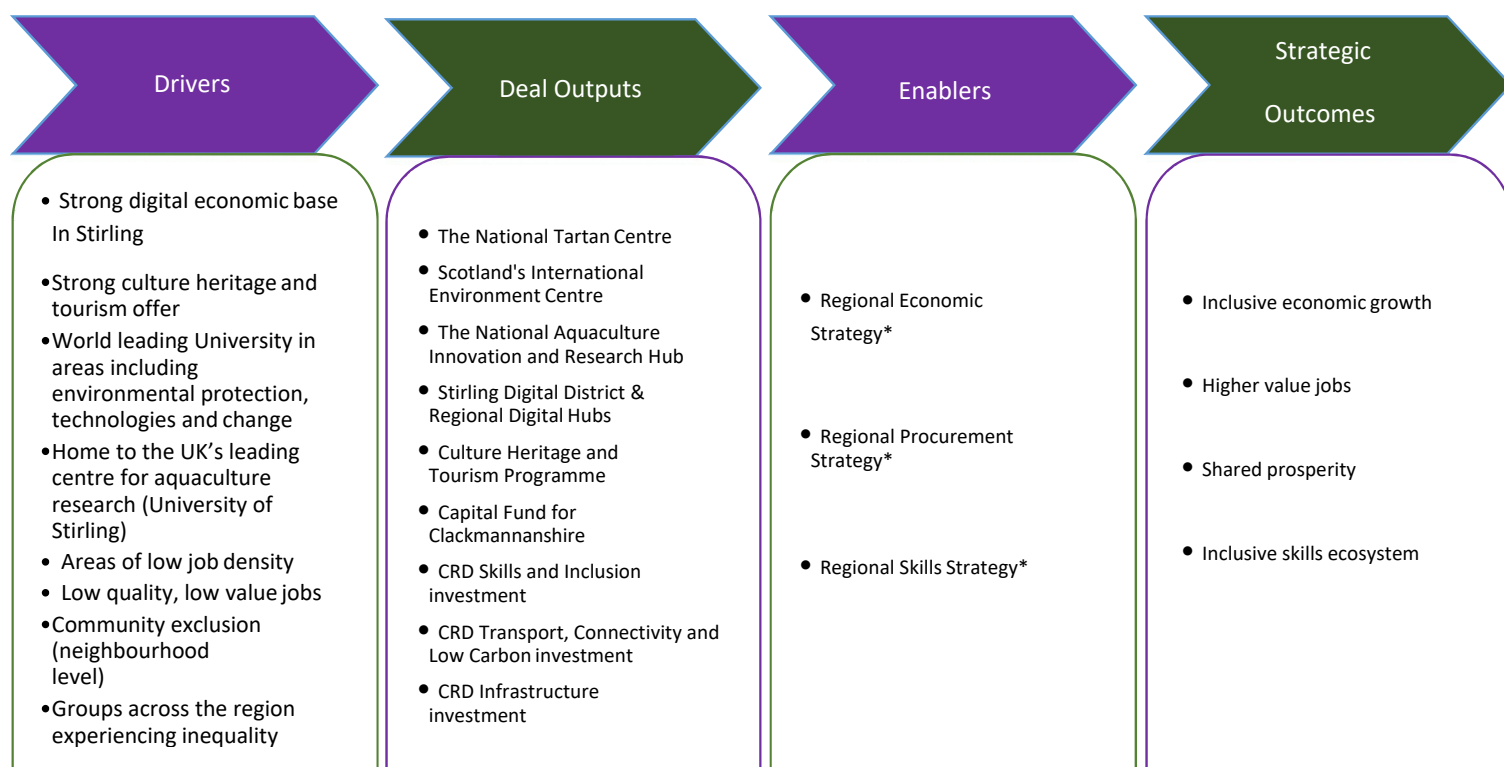 Drivers
• Strong digital economic base
In Stirling
•Strong culture heritage and
tourism offer
•World leading University in
areas including
environmental protection,
technologies and change
•Home to the UK’s leading
centre for aquaculture
research (University of
Stirling)
• Areas of low job density
• Low quality, low value jobs
•Community exclusion
(neighbourhood
level)
•Groups across the region
experiencing inequality
Deal Outputs
• The National Tartan Centre
• Scotland's International
Environment Centre
• The National Aquaculture
Innovation and Research Hub
• Stirling Digital District &
Regional Digital Hubs
• Culture Heritage and
Tourism Programme
• Capital Fund for
Clackmannanshire
• CRD Skills and Inclusion
investment
• CRD Transport, Connectivity and
Low Carbon investment
• CRD Infrastructure
investment
Enablers
• Regional Economic
Strategy*
• Regional Procurement
Strategy*
• Regional Skills Strategy*
Strategic
Outcomes
• Inclusive economic growth
• Higher value jobs
• Shared prosperity
• Inclusive skills ecosystem